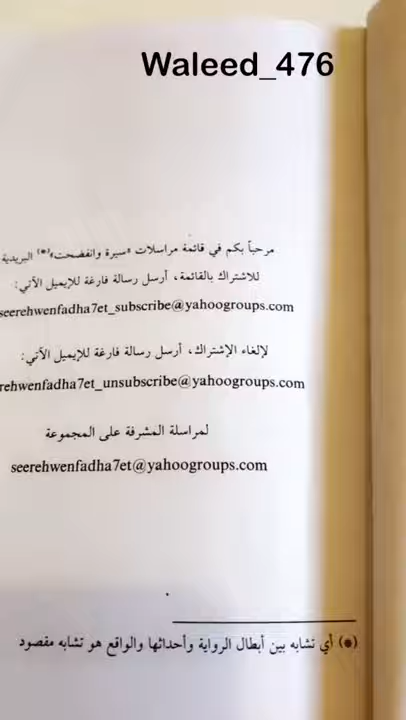 Waleed_476
مرحباً بكم في قائمة مراسلات «سيرة وانفضحت»(*) البريدية
للاشتراك بالقائمة، أرسل رسالة فارغة للإيميل الآتي:
seerehwenfadha7et_subscribe@yahoogroups.com
لإلغاء الإشتراك، أرسل رسالة فارغة للإيميل الآتي:
rehwenfadha7et_unsubscribe@yahoogroups.com
لمراسلة المشرفة على المجموعة
seerehwenfadha7et@yahoogroups.com
(*) أي تشابه بين أبطال الرواية وأحداثها والواقع هو تشابه مقصود